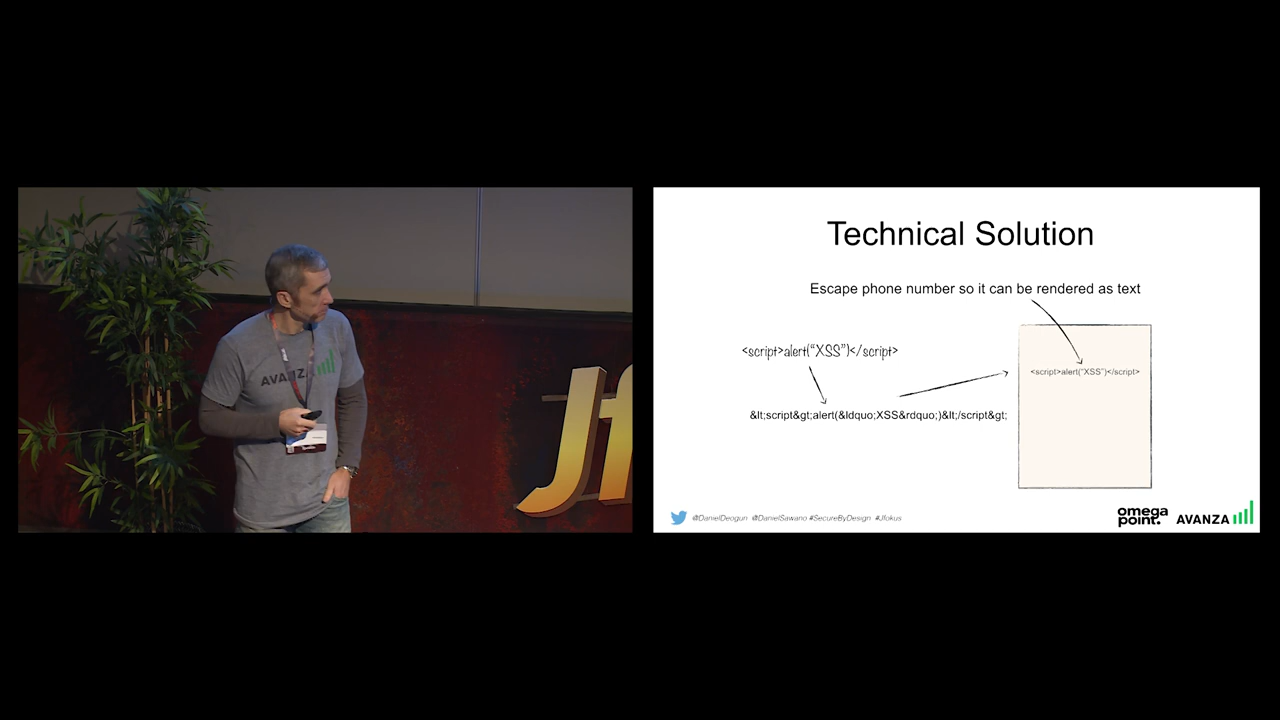 AVANZA
Jf
Technical Solution
Escape phone number so it can be rendered as text
<script>alert(“XSS”)</script>
<script>alert(“XSS”)</script>
&lt;script&gt;alert(&ldquo;XSS&rdquo;)&lt;/script&gt;
@DanielDeogun @DanielSawano #SecureByDesign #Jfokus
omega
point.
AVANZA